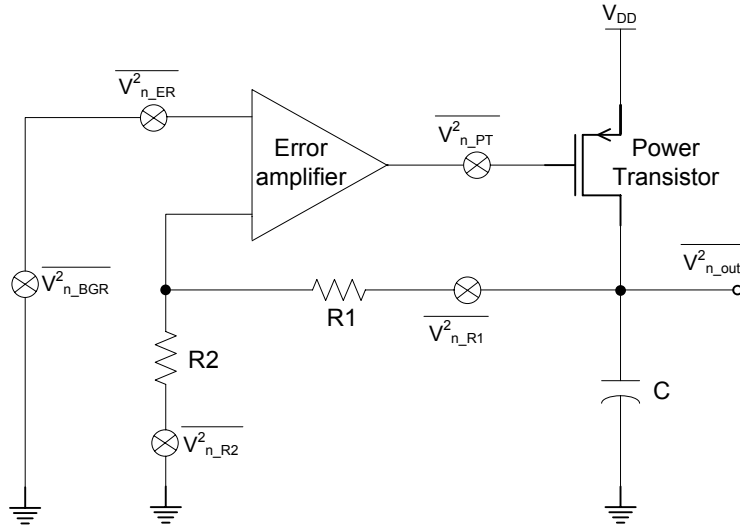 V_DD
V²_n_ER
V²_n_PT
Error
amplifier
Power
Transistor
V²_n_BGR
V²_n_out
R1
V²_n_R1
R2
C
V²_n_R2